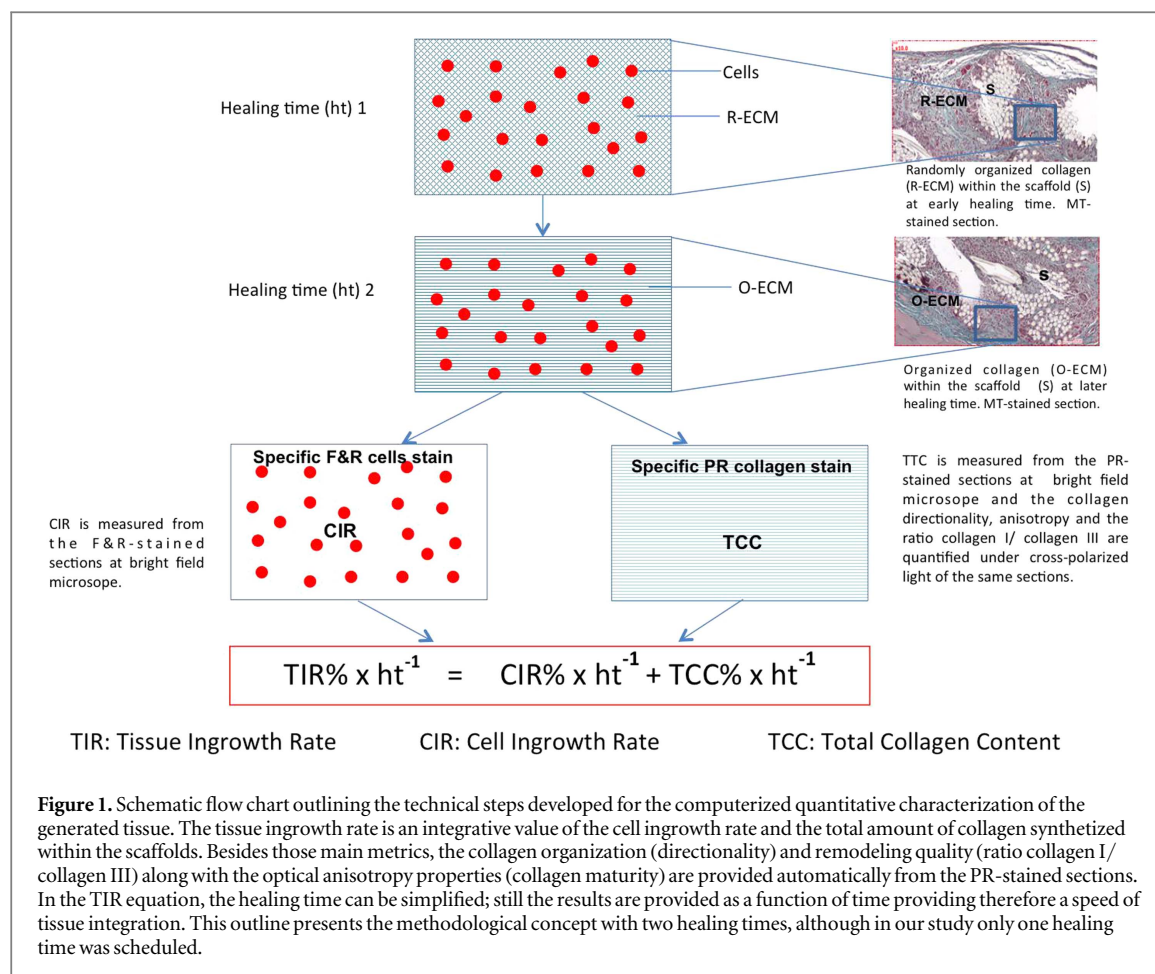 x10.0
Healing time (ht) 1
Cells
R-ECM
R-ECM
S
Randomly organized collagen
(R-ECM) within the scaffold (S)
at early healing time. MT-
stained section.
Healing time (ht) 2
O-ECM
O-ECM
S
Organized collagen (O-ECM)
within the scaffold (S) at later
healing time. MT-stained section.
Specific F&R cells stain
CIR
CIR is measured from
the F&R-stained
sections at bright field
microsope.
Specific PR collagen stain
TCC
TTC is measured from the PR-
stained sections at bright field
microsope and the collagen
directionality, anisotropy and the
ratio collagen I/ collagen III are
quantified under cross-polarized
light of the same sections.
TIR% x ht⁻¹ = CIR% x ht⁻¹ + TCC% x ht⁻¹
TIR: Tissue Ingrowth Rate CIR: Cell Ingrowth Rate TCC: Total Collagen Content
Figure 1. Schematic flow chart outlining the technical steps developed for the computerized quantitative characterization of the
generated tissue. The tissue ingrowth rate is an integrative value of the cell ingrowth rate and the total amount of collagen synthetized
within the scaffolds. Besides those main metrics, the collagen organization (directionality) and remodeling quality (ratio collagen I/
collagen III) along with the optical anisotropy properties (collagen maturity) are provided automatically from the PR-stained sections.
In the TIR equation, the healing time can be simplified; still the results are provided as a function of time providing therefore a speed of
tissue integration. This outline presents the methodological concept with two healing times, although in our study only one healing
time was scheduled.